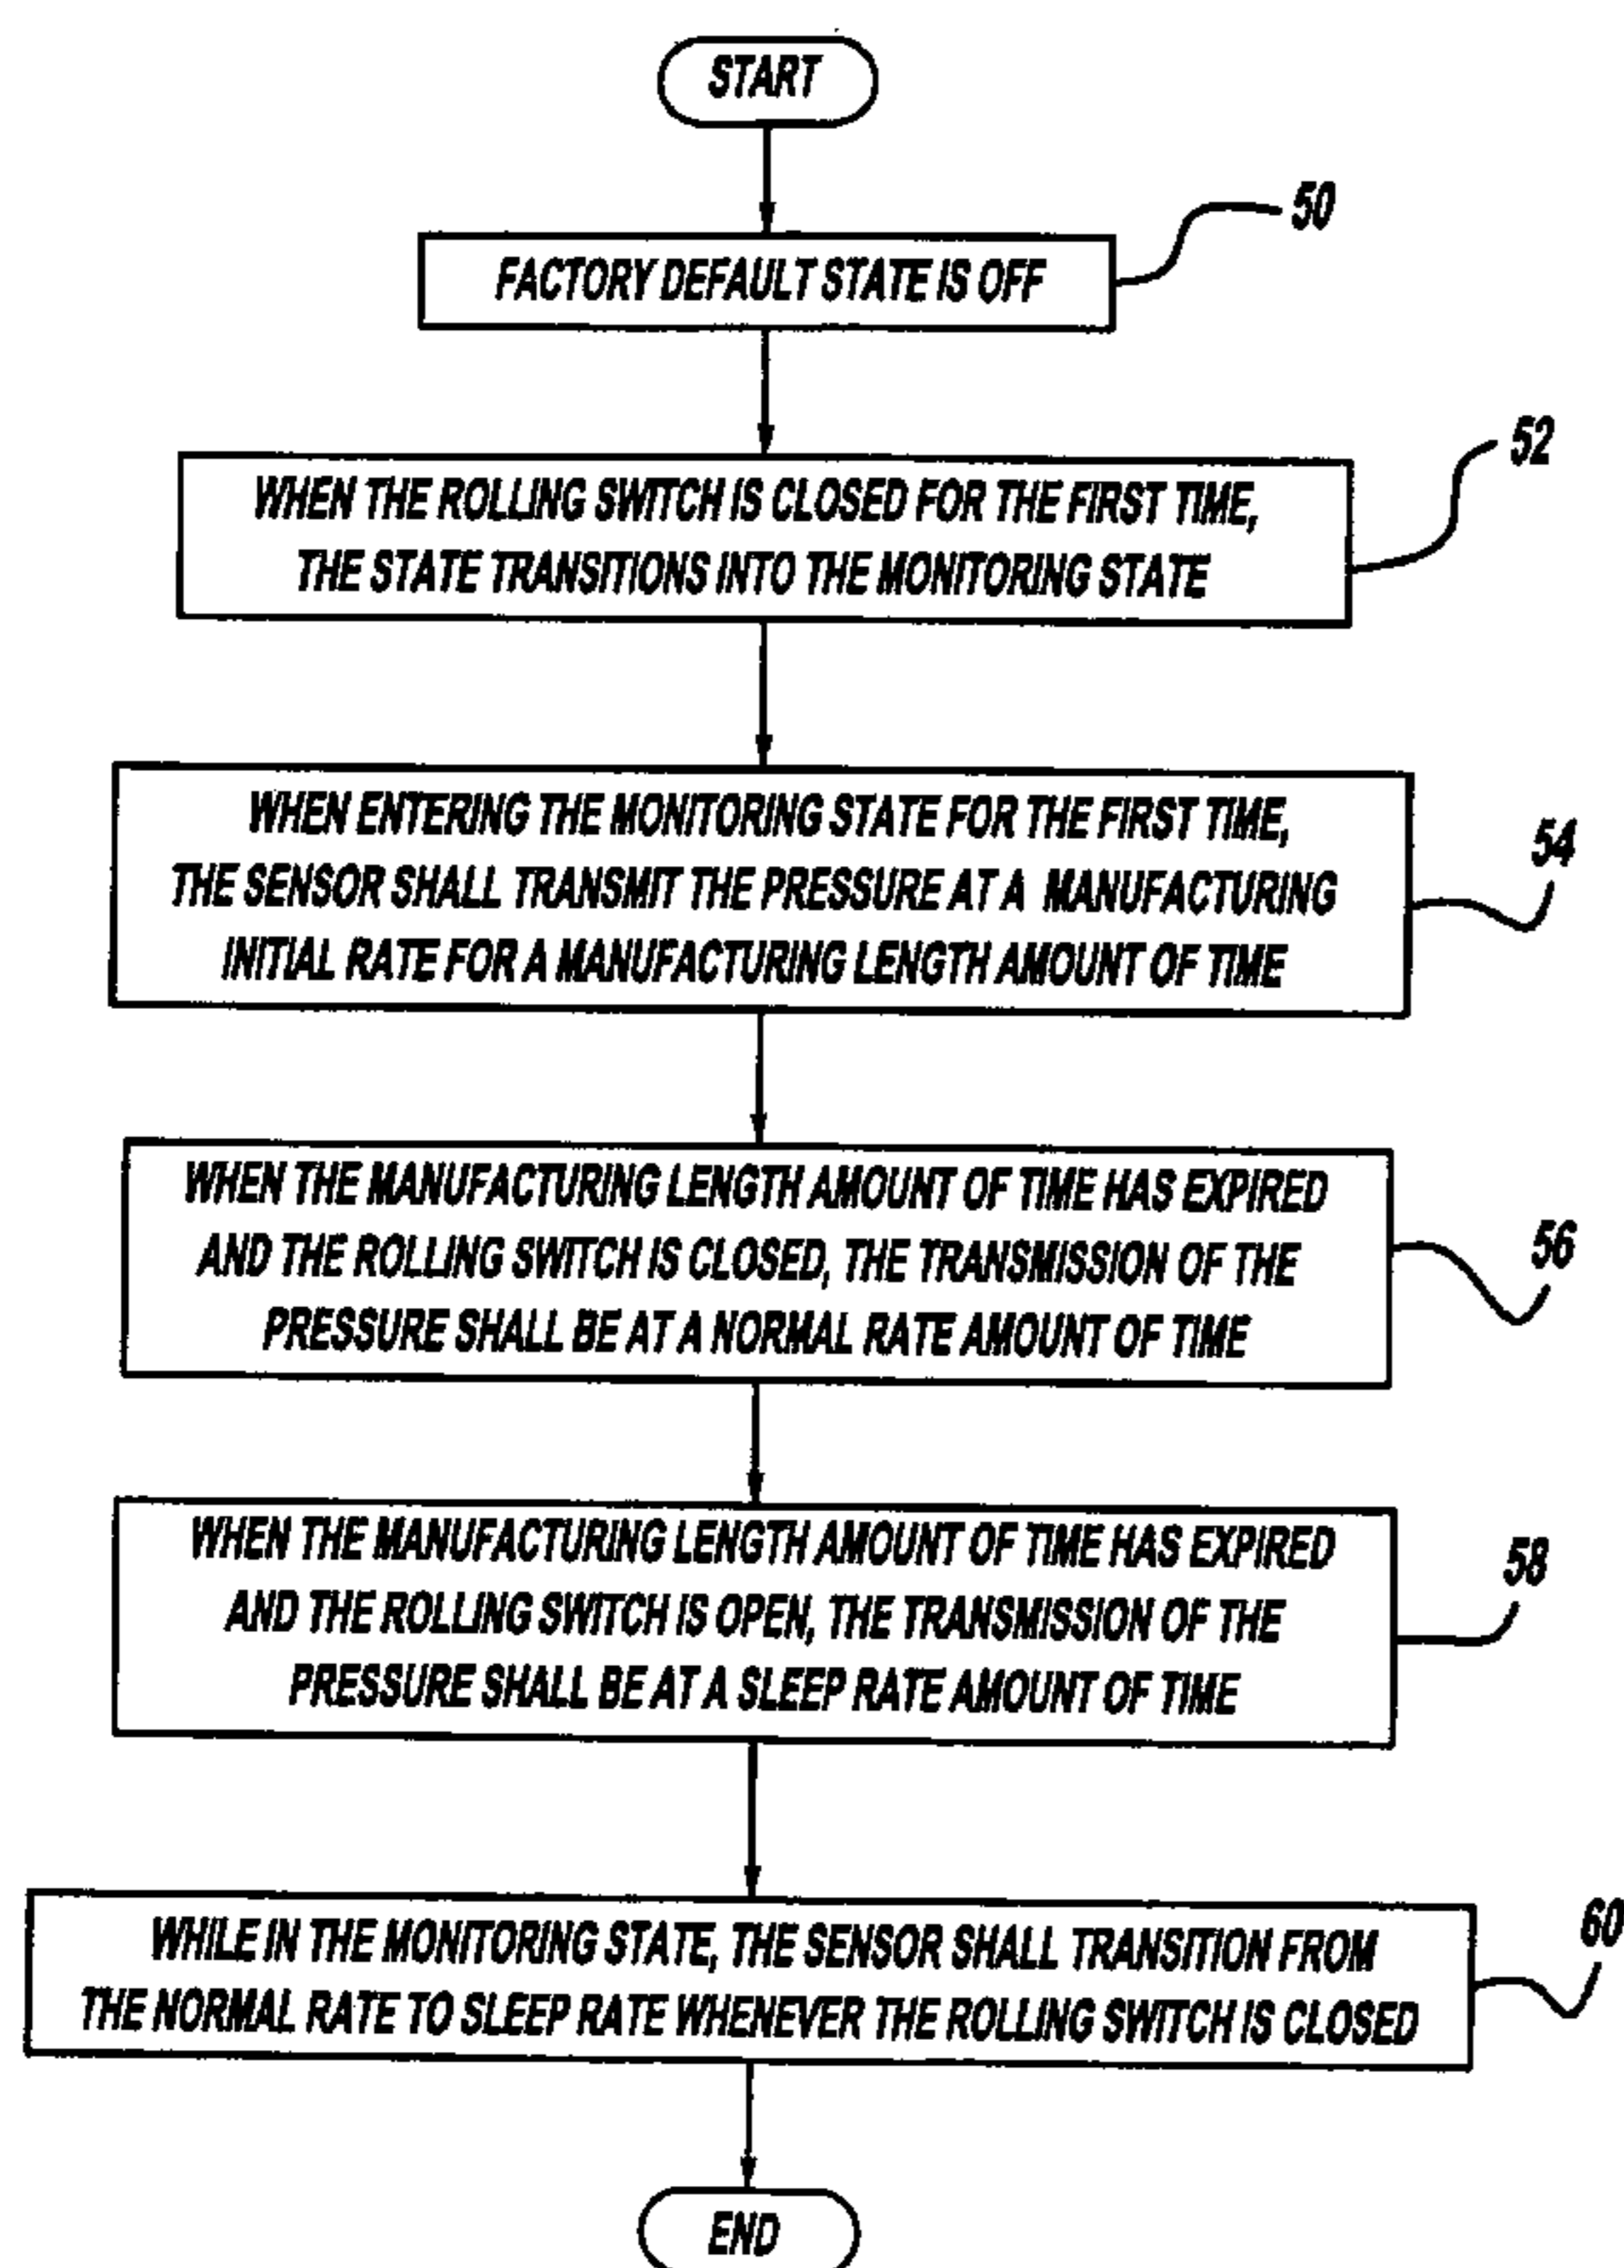 START
50
FACTORY DEFAULT STATE IS OFF
52
WHEN THE ROLLING SWITCH IS CLOSED FOR THE FIRST TIME,
THE STATE TRANSITIONS INTO THE MONITORING STATE
54
WHEN ENTERING THE MONITORING STATE FOR THE FIRST TIME,
THE SENSOR SHALL TRANSMIT THE PRESSURE AT A MANUFACTURING
INITIAL RATE FOR A MANUFACTURING LENGTH AMOUNT OF TIME
56
WHEN THE MANUFACTURING LENGTH AMOUNT OF TIME HAS EXPIRED
AND THE ROLLING SWITCH IS CLOSED, THE TRANSMISSION OF THE
PRESSURE SHALL BE AT A NORMAL RATE AMOUNT OF TIME
58
WHEN THE MANUFACTURING LENGTH AMOUNT OF TIME HAS EXPIRED
AND THE ROLLING SWITCH IS OPEN, THE TRANSMISSION OF THE
PRESSURE SHALL BE AT A SLEEP RATE AMOUNT OF TIME
60
WHILE IN THE MONITORING STATE, THE SENSOR SHALL TRANSITION FROM
THE NORMAL RATE TO SLEEP RATE WHENEVER THE ROLLING SWITCH IS CLOSED
END